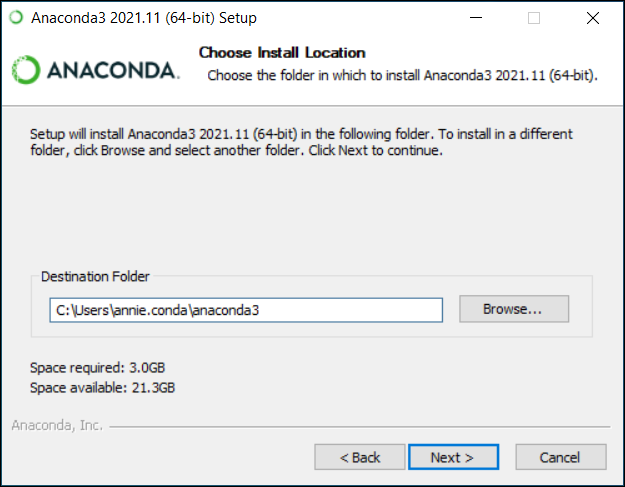 Anaconda3 2021.11 (64-bit) Setup
ANACONDA.
Choose Install Location
Choose the folder in which to install Anaconda3 2021.11 (64-bit).
Setup will install Anaconda3 2021.11 (64-bit) in the following folder. To install in a different
folder, click Browse and select another folder. Click Next to continue.
Destination Folder
C:\Users\annie.conda\anaconda3
Browse...
Space required: 3.0GB
Space available: 21.3GB
Anaconda, Inc.
< Back
Next >
Cancel